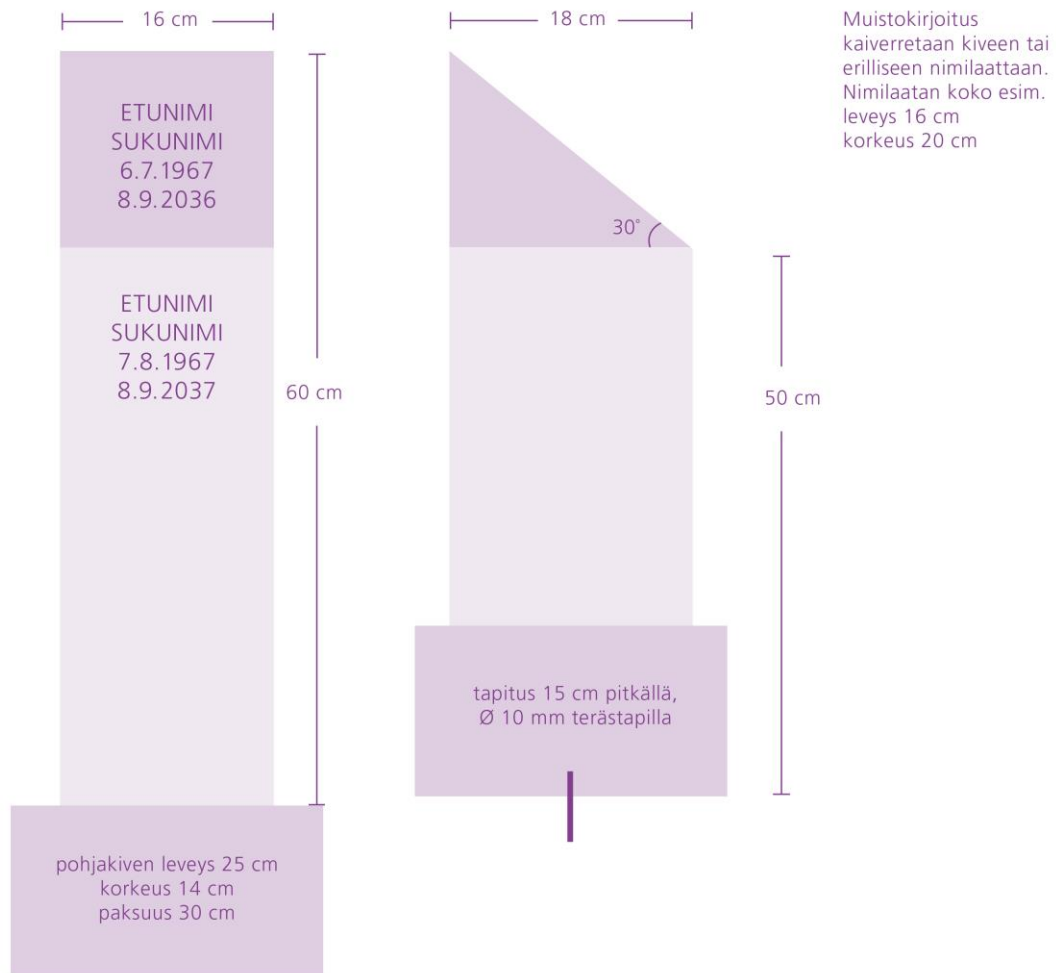 16 cm
ETUNIMI
SUKUNIMI
6.7.1967
8.9.2036
ETUNIMI
SUKUNIMI
7.8.1967
8.9.2037
60 cm
pohjakiven leveys 25 cm
korkeus 14 cm
paksuus 30 cm
18 cm
30°
50 cm
tapitus 15 cm pitkällä,
Ø 10 mm terästapilla
Muistokirjoitus
kaiverretaan kiveen tai
erilliseen nimilaattaan.
Nimilaatan koko esim.
leveys 16 cm
korkeus 20 cm